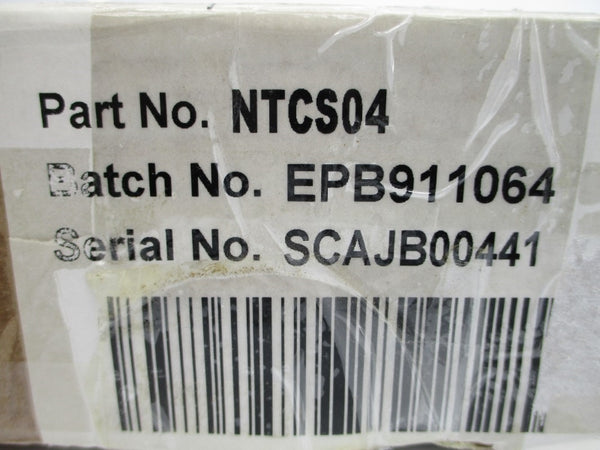 Part No. NTCS04
Batch No. EPB911064
Serial No. SCAJB00441